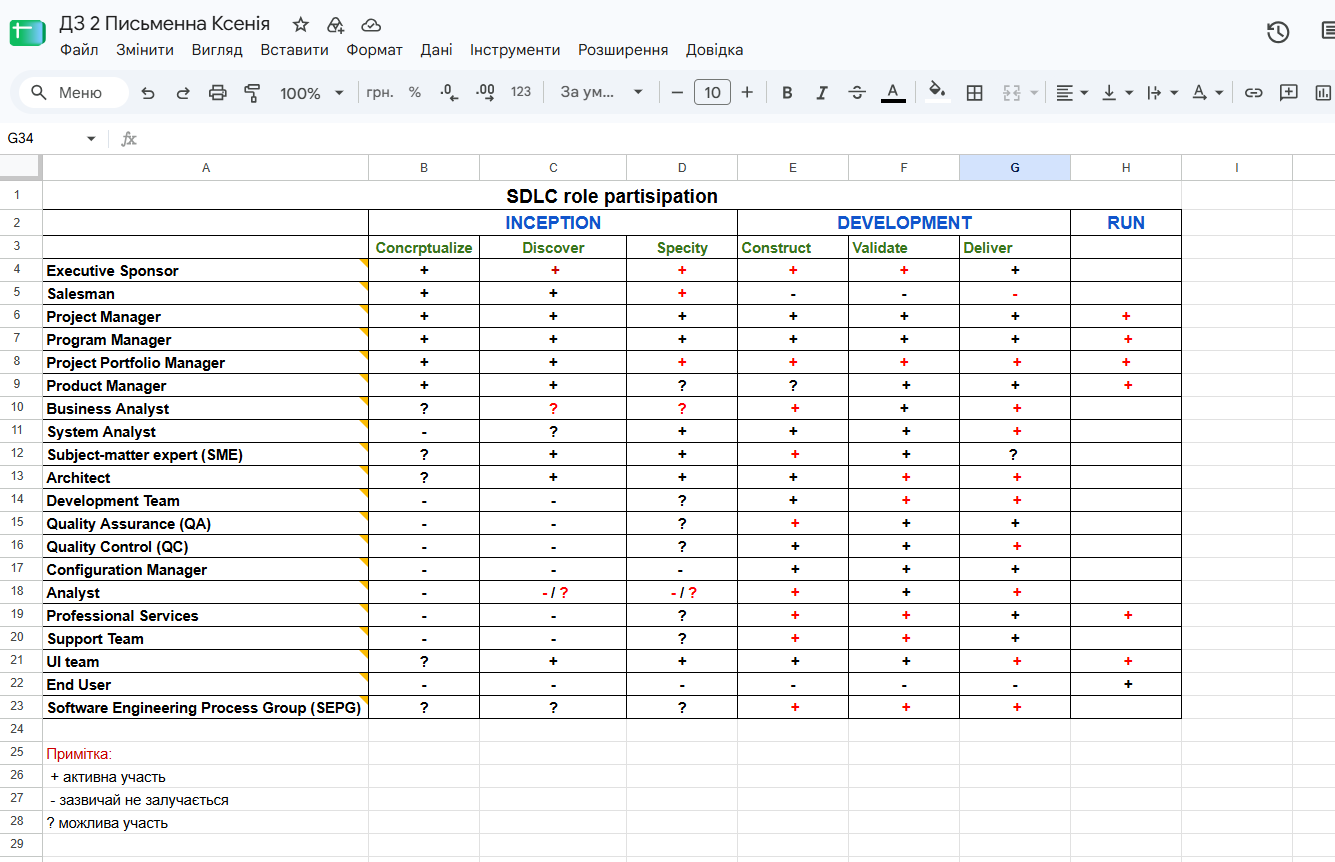 ДЗ 2 Письменна Ксенія
Файл Змінити Вигляд Вставити Формат Дані Інструменти Розширення Довідка
Меню 100% грн. % .0 .00 123 За ум... − 10 + B I A A
G34 fx
A B C D E F G H I
1 SDLC role partisipation
2 INCEPTION DEVELOPMENT RUN
3 Concrptualize Discover Specity Construct Validate Deliver
4 Executive Sponsor + + + + + +
5 Salesman + + + - - -
6 Project Manager + + + + + + +
7 Program Manager + + + + + + +
8 Project Portfolio Manager + + + + + + +
9 Product Manager + + ? ? + + +
10 Business Analyst ? ? ? + + +
11 System Analyst - ? + + + +
12 Subject-matter expert (SME) ? + + + + ?
13 Architect ? + + + + +
14 Development Team - - ? + + +
15 Quality Assurance (QA) - - ? + + +
16 Quality Control (QC) - - ? + + +
17 Configuration Manager - - - + + +
18 Analyst - - / ? - / ? + + +
19 Professional Services - - ? + + + +
20 Support Team - - ? + + +
21 UI team ? + + + + + +
22 End User - - - - - - +
23 Software Engineering Process Group (SEPG) ? ? ? + + +
24
25 Примітка:
26 + активна участь
27 - зазвичай не залучається
28 ? можлива участь
29